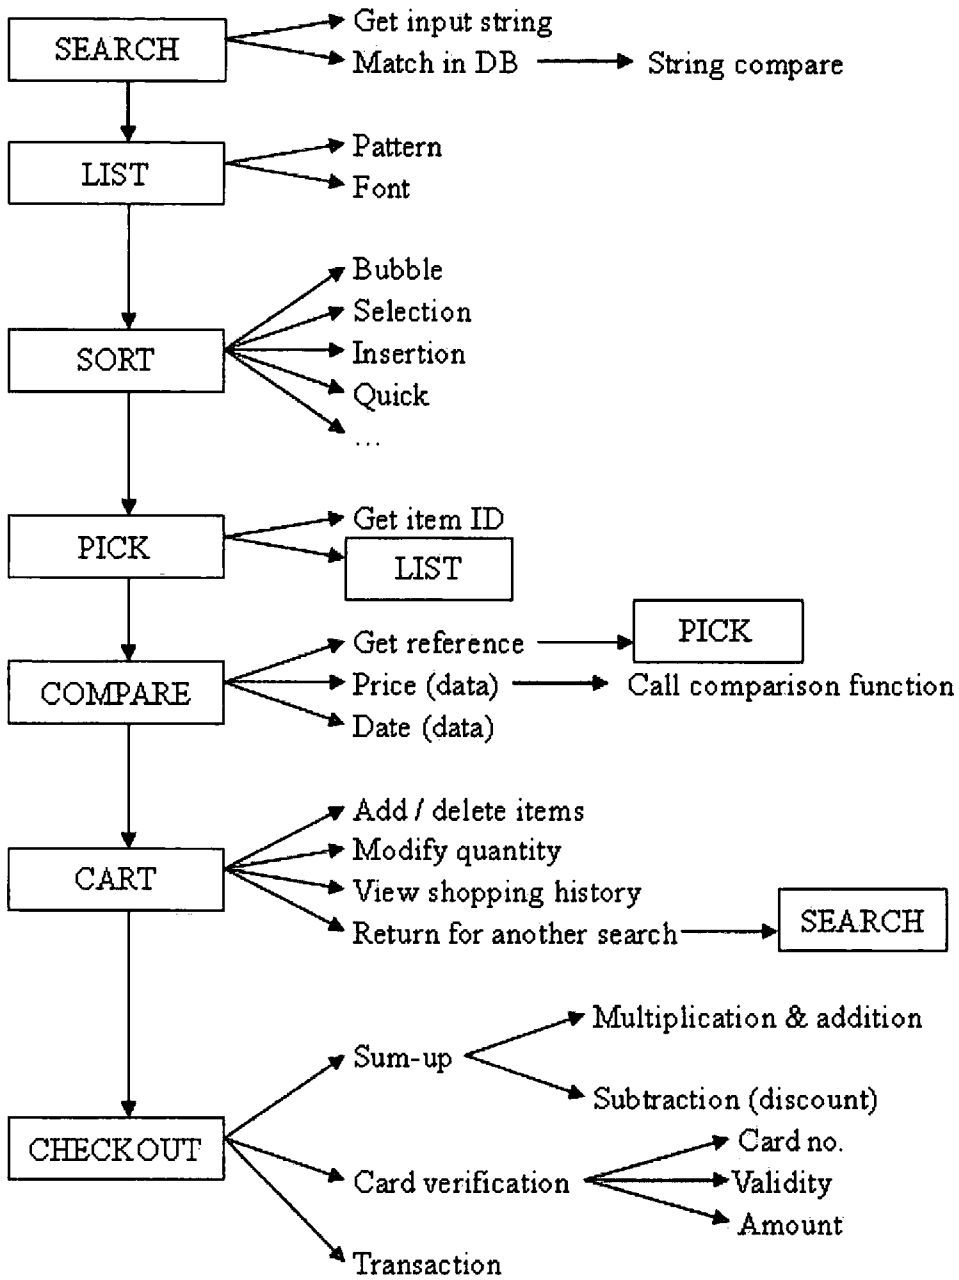 SEARCH
Get input string
Match in DB
String compare
LIST
Pattern
Font
SORT
Bubble
Selection
Insertion
Quick
...
PICK
Get item ID
LIST
COMPARE
Get reference
PICK
Price (data)
Call comparison function
Date (data)
CART
Add / delete items
Modify quantity
View shopping history
Return for another search
SEARCH
CHECKOUT
Sum-up
Multiplication & addition
Subtraction (discount)
Card verification
Card no.
Validity
Amount
Transaction